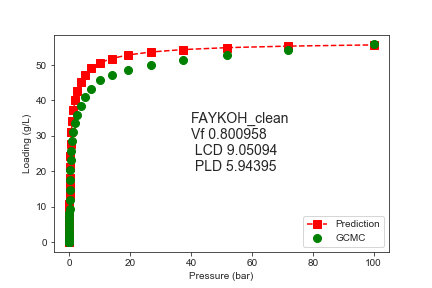 50
40
30
20
10
0
Loading (g/L)
FAYKOH_clean
Vf 0.800958
LCD 9.05094
PLD 5.94395
Prediction
GCMC
0 20 40 60 80 100
Pressure (bar)